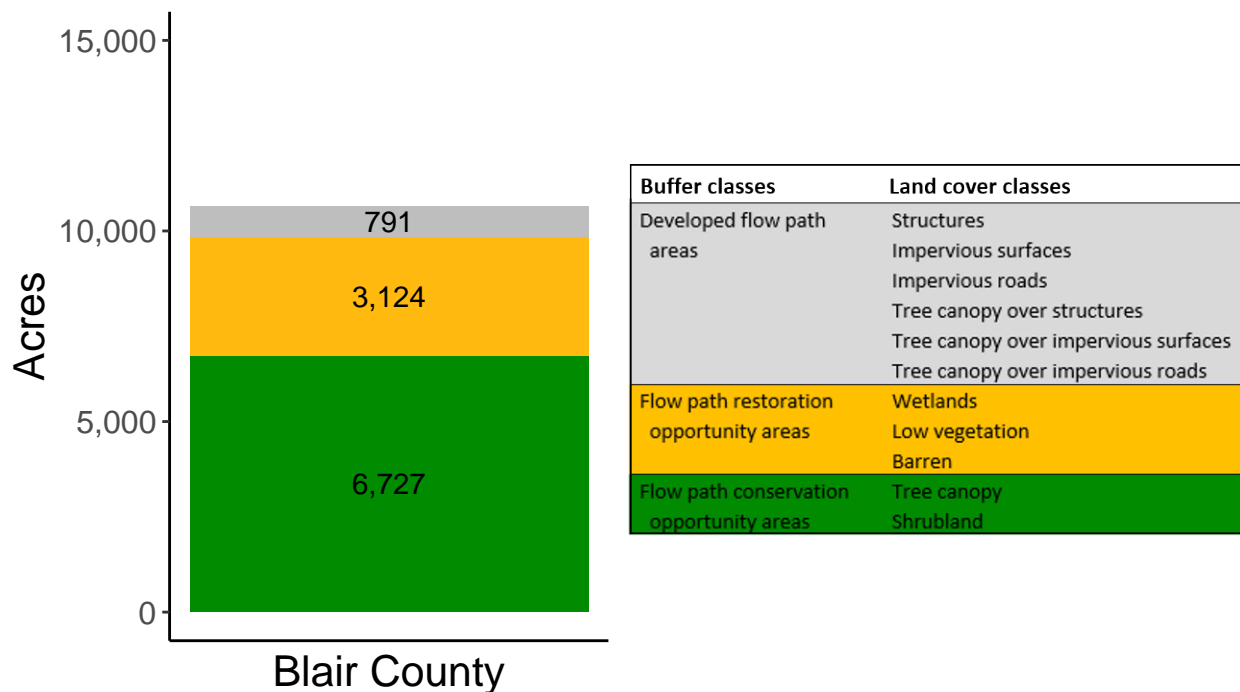 15,000
10,000
5,000
0
Acres
791
3,124
6,727
Blair County
Buffer classes Land cover classes
Developed flow path Structures
areas Impervious surfaces
Impervious roads
Tree canopy over structures
Tree canopy over impervious surfaces
Tree canopy over impervious roads
Flow path restoration Wetlands
opportunity areas Low vegetation
Barren
Flow path conservation Tree canopy
opportunity areas Shrubland